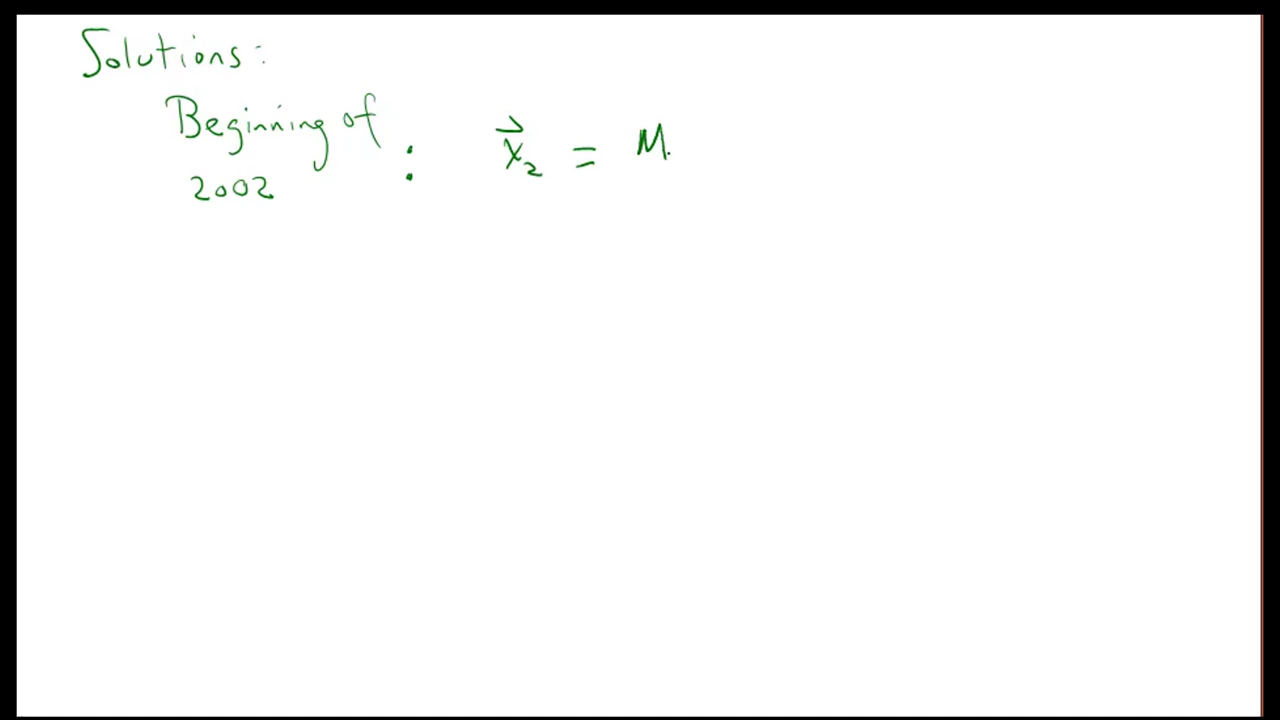 Solutions:
Beginning of
2002 : x⃗₂ = M.